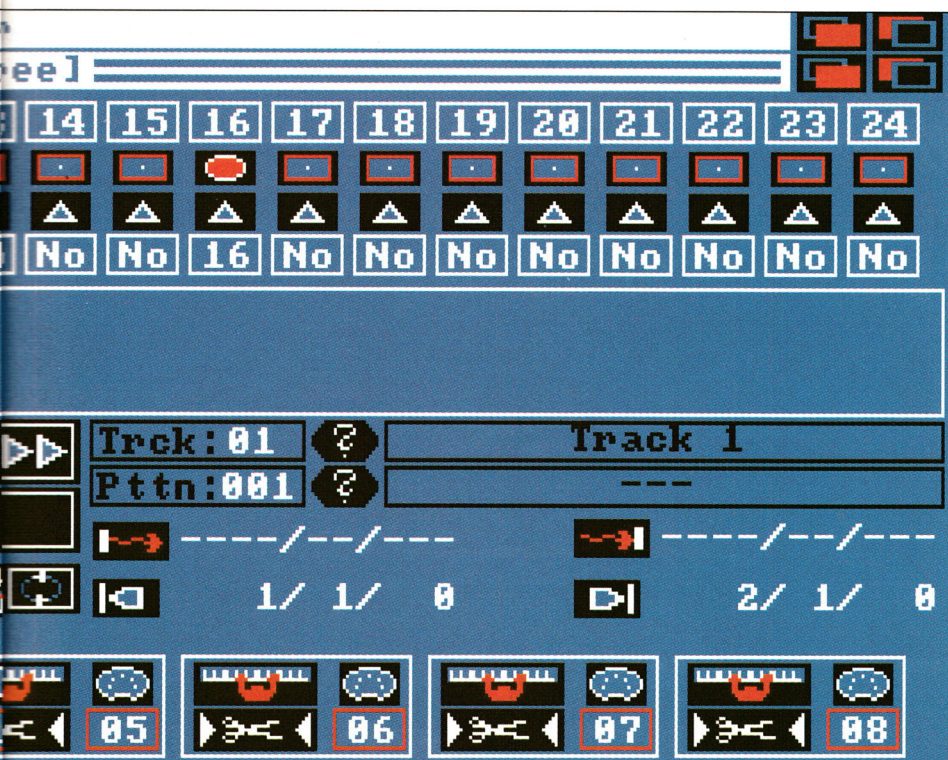 ee]
14 15 16 17 18 19 20 21 22 23 24
No No 16 No No No No No No No No
Trck:01 ? Track 1
Pttn:001 ? ---
----/--/--- ----/--/---
1/ 1/ 0 2/ 1/ 0
05 06 07 08